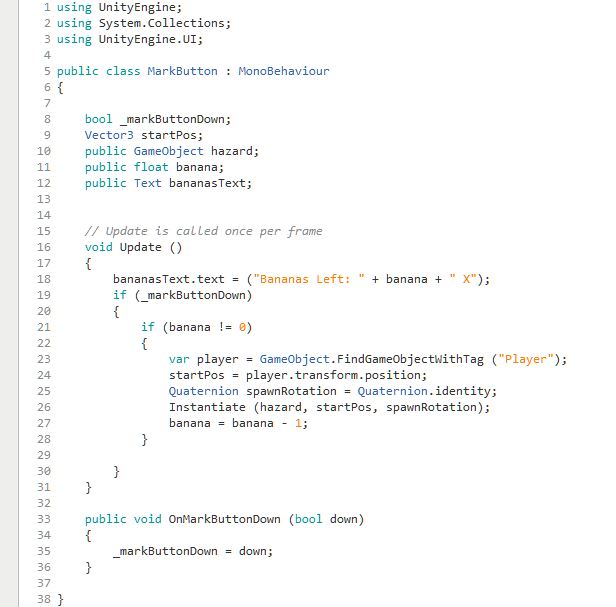 1 using UnityEngine;
2 using System.Collections;
3 using UnityEngine.UI;
4
5 public class MarkButton : MonoBehaviour
6 {
7
8     bool _markButtonDown;
9     Vector3 startPos;
10     public GameObject hazard;
11     public float banana;
12     public Text bananasText;
13
14
15     // Update is called once per frame
16     void Update ()
17     {
18         bananasText.text = ("Bananas Left: " + banana + " X");
19         if (_markButtonDown)
20         {
21             if (banana != 0)
22             {
23                 var player = GameObject.FindGameObjectWithTag ("Player");
24                 startPos = player.transform.position;
25                 Quaternion spawnRotation = Quaternion.identity;
26                 Instantiate (hazard, startPos, spawnRotation);
27                 banana = banana - 1;
28             }
29
30         }
31     }
32
33     public void OnMarkButtonDown (bool down)
34     {
35         _markButtonDown = down;
36     }
37
38 }